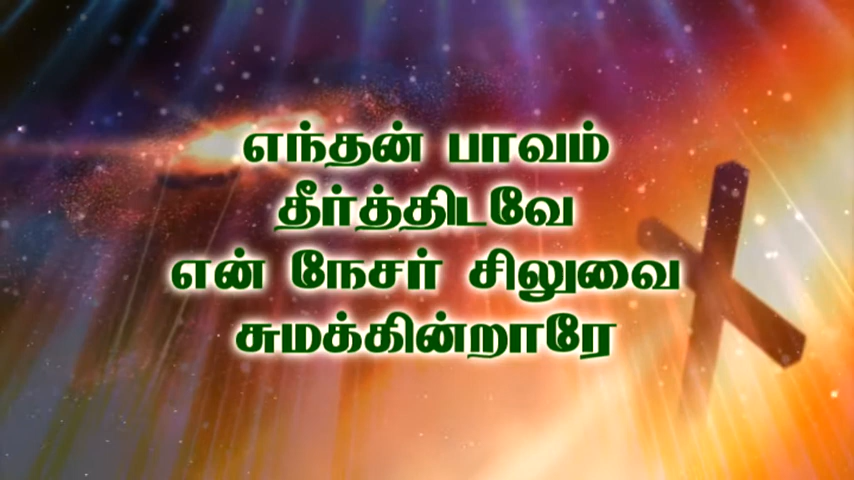 எந்தன் பாவம்
தீர்த்திடவே
என் நேசர் சிலுவை
சுமக்கின்றாரே